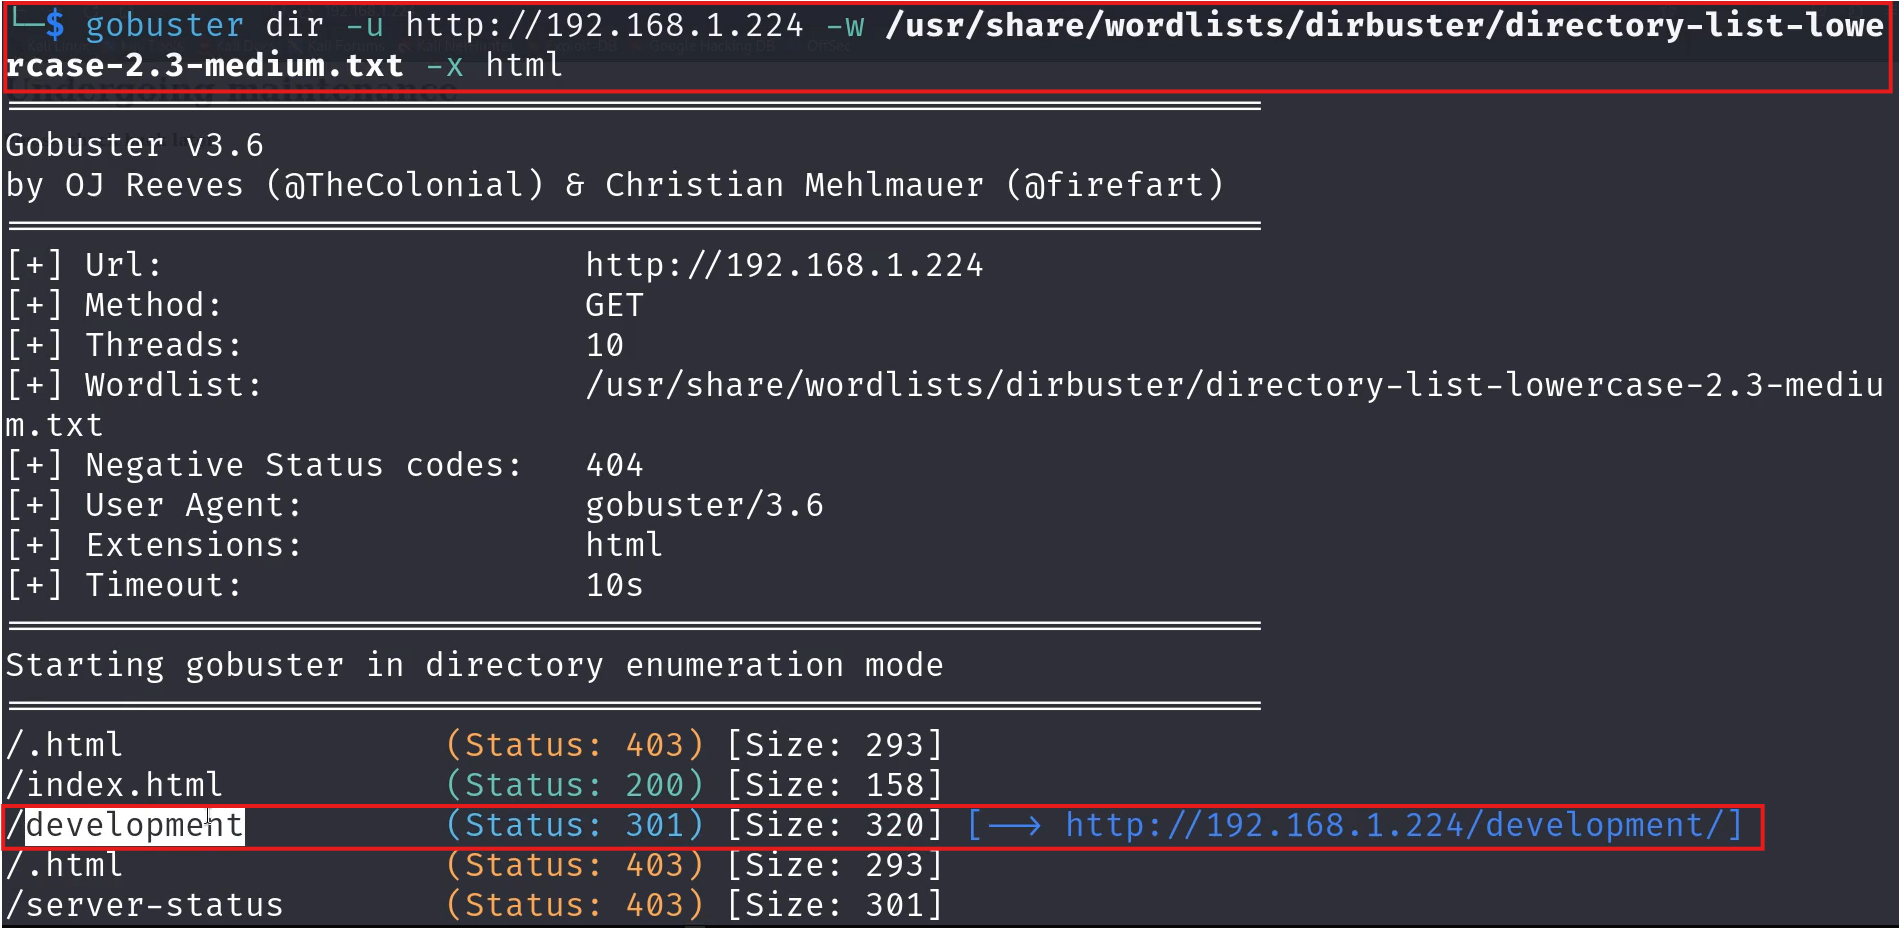 └─$ gobuster dir -u http://192.168.1.224 -w /usr/share/wordlists/dirbuster/directory-list-lowe
rcase-2.3-medium.txt -x html
Undergoing maintenance
Gobuster v3.6
by OJ Reeves (@TheColonial) & Christian Mehlmauer (@firefart)
[+] Url: http://192.168.1.224
[+] Method: GET
[+] Threads: 10
[+] Wordlist: /usr/share/wordlists/dirbuster/directory-list-lowercase-2.3-mediu
m.txt
[+] Negative Status codes: 404
[+] User Agent: gobuster/3.6
[+] Extensions: html
[+] Timeout: 10s
Starting gobuster in directory enumeration mode
/.html (Status: 403) [Size: 293]
/index.html (Status: 200) [Size: 158]
/development (Status: 301) [Size: 320] [--> http://192.168.1.224/development/]
/.html (Status: 403) [Size: 293]
/server-status (Status: 403) [Size: 301]